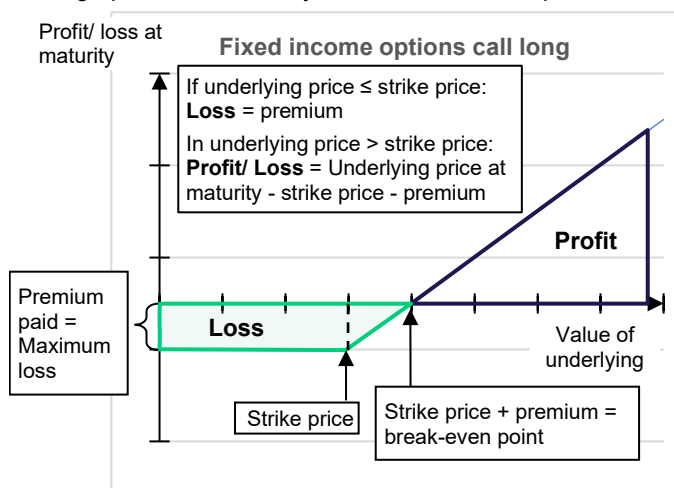 Profit/ loss at
maturity
Fixed income options call long
If underlying price ≤ strike price:
Loss = premium
In underlying price > strike price:
Profit/ Loss = Underlying price at
maturity - strike price - premium
Profit
Premium
paid =
Maximum
loss
Loss
Value of
underlying
Strike price
Strike price + premium =
break-even point